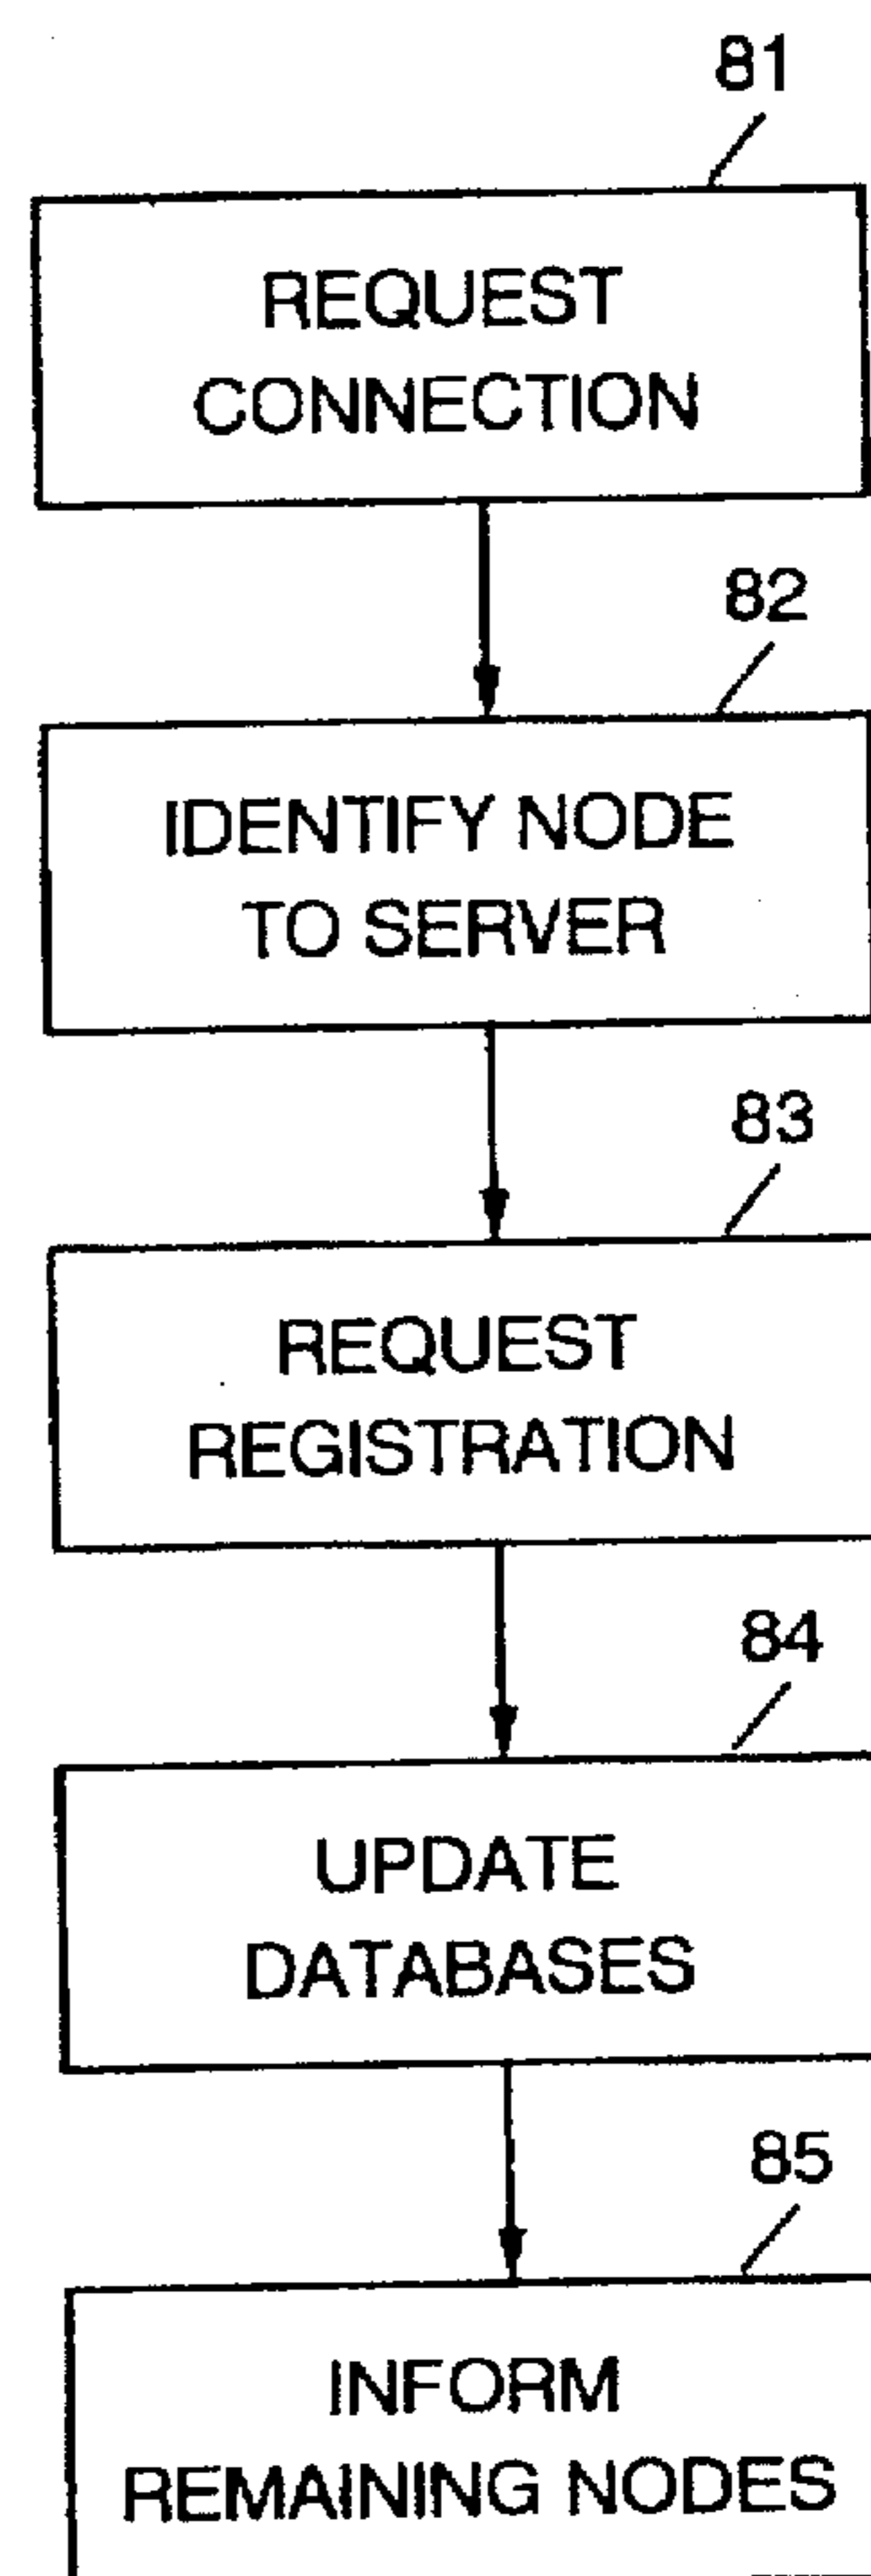 81
REQUEST
CONNECTION
82
IDENTIFY NODE
TO SERVER
83
REQUEST
REGISTRATION
84
UPDATE
DATABASES
85
INFORM
REMAINING NODES